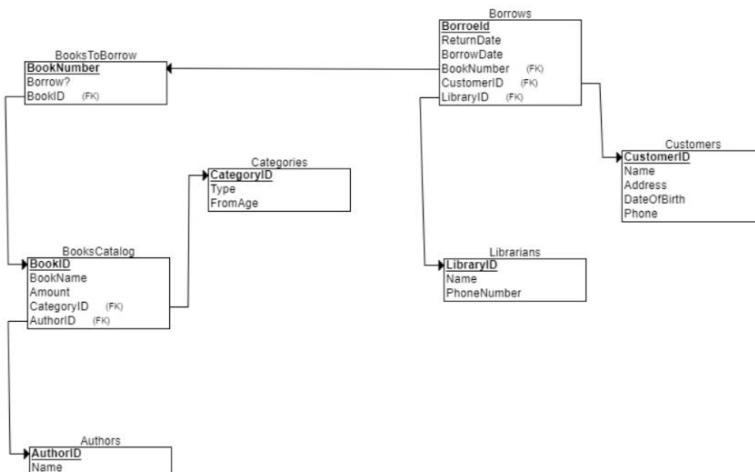 Borrows
BorroeId
ReturnDate
BorrowDate
BookNumber (FK)
CustomerID (FK)
LibraryID (FK)
BooksToBorrow
BookNumber
Borrow?
BookID (FK)
Customers
CustomerID
Name
Address
DateOfBirth
Phone
Categories
CategoryID
Type
FromAge
BooksCatalog
BookID
BookName
Amount
CategoryID (FK)
AuthorID (FK)
Librarians
LibraryID
Name
PhoneNumber
Authors
AuthorID
Name